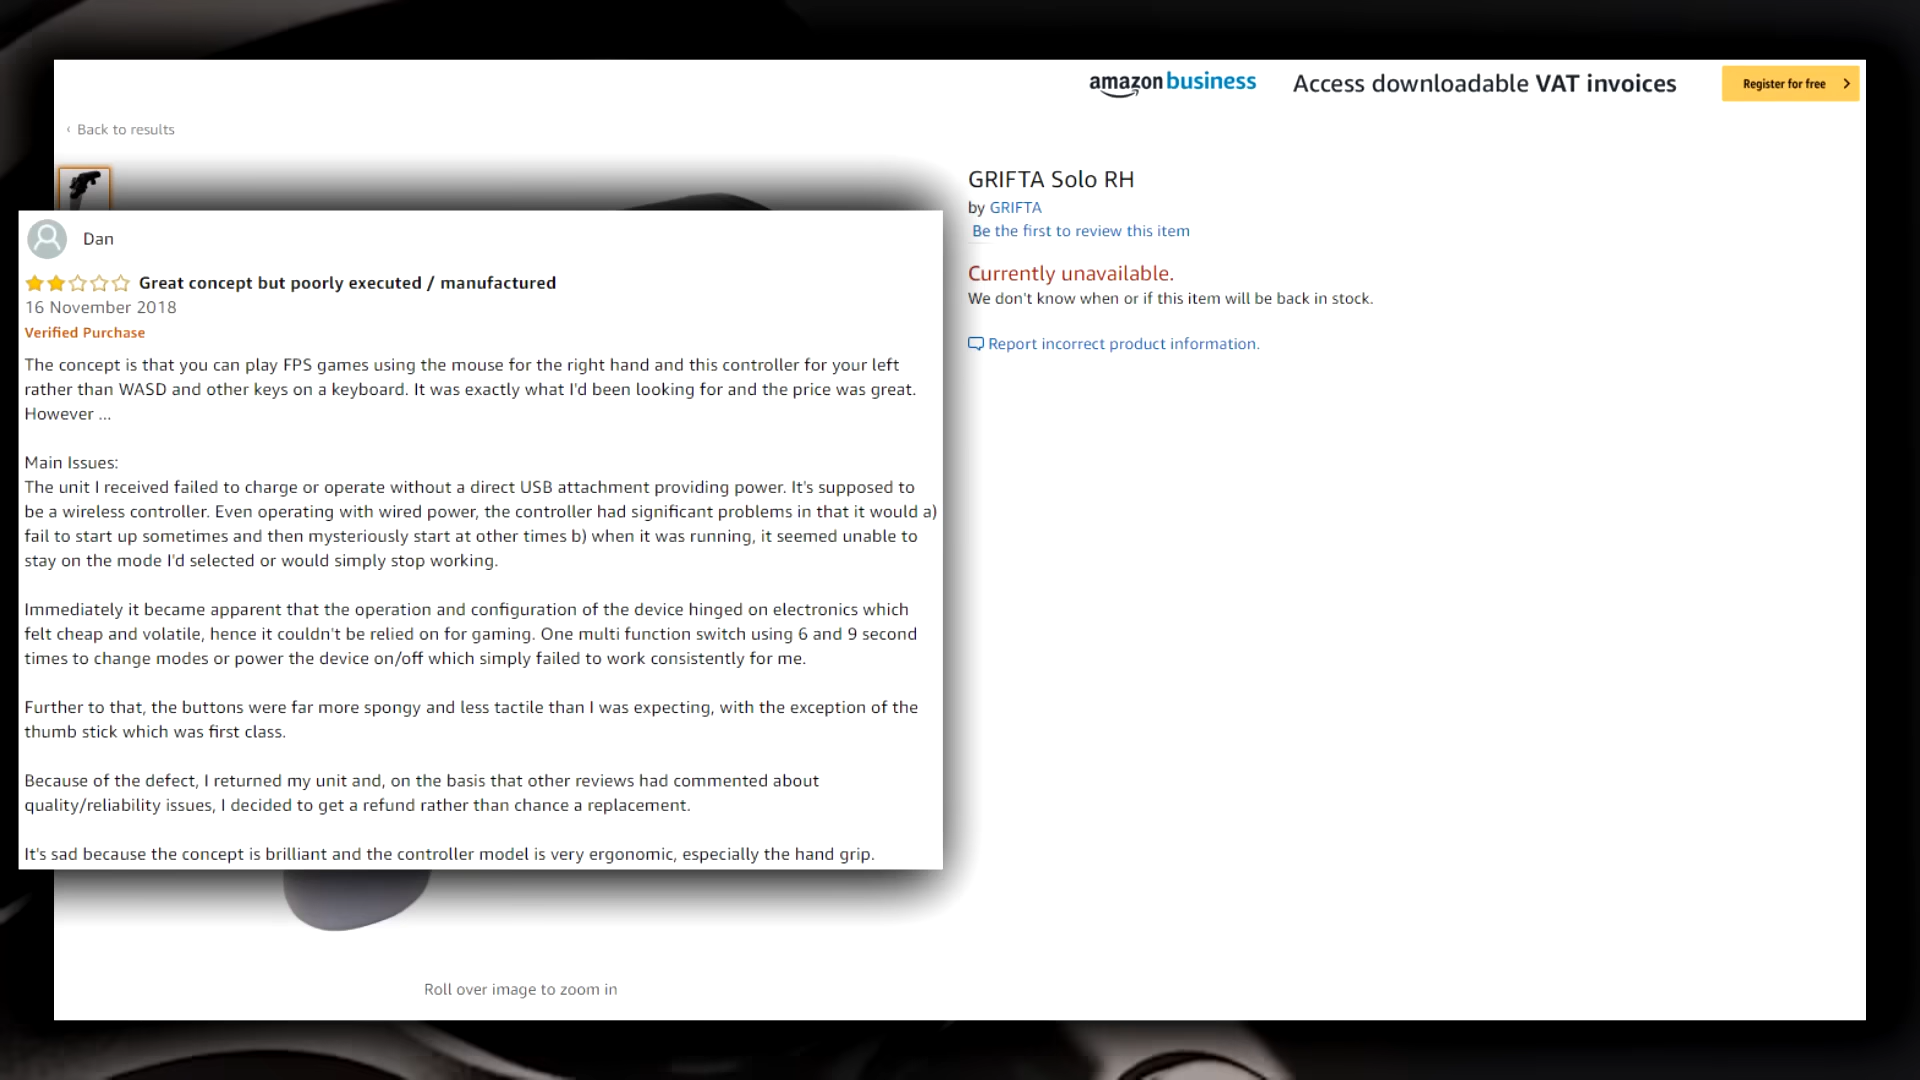 amazon business
Access downloadable VAT invoices
Register for free
‹ Back to results
GRIFTA Solo RH
by GRIFTA
Be the first to review this item
Currently unavailable.
We don't know when or if this item will be back in stock.
Report incorrect product information.
Dan
Great concept but poorly executed / manufactured
16 November 2018
Verified Purchase
The concept is that you can play FPS games using the mouse for the right hand and this controller for your left
rather than WASD and other keys on a keyboard. It was exactly what I'd been looking for and the price was great.
However ...
Main Issues:
The unit I received failed to charge or operate without a direct USB attachment providing power. It's supposed to
be a wireless controller. Even operating with wired power, the controller had significant problems in that it would a)
fail to start up sometimes and then mysteriously start at other times b) when it was running, it seemed unable to
stay on the mode I'd selected or would simply stop working.
Immediately it became apparent that the operation and configuration of the device hinged on electronics which
felt cheap and volatile, hence it couldn't be relied on for gaming. One multi function switch using 6 and 9 second
times to change modes or power the device on/off which simply failed to work consistently for me.
Further to that, the buttons were far more spongy and less tactile than I was expecting, with the exception of the
thumb stick which was first class.
Because of the defect, I returned my unit and, on the basis that other reviews had commented about
quality/reliability issues, I decided to get a refund rather than chance a replacement.
It's sad because the concept is brilliant and the controller model is very ergonomic, especially the hand grip.
Roll over image to zoom in